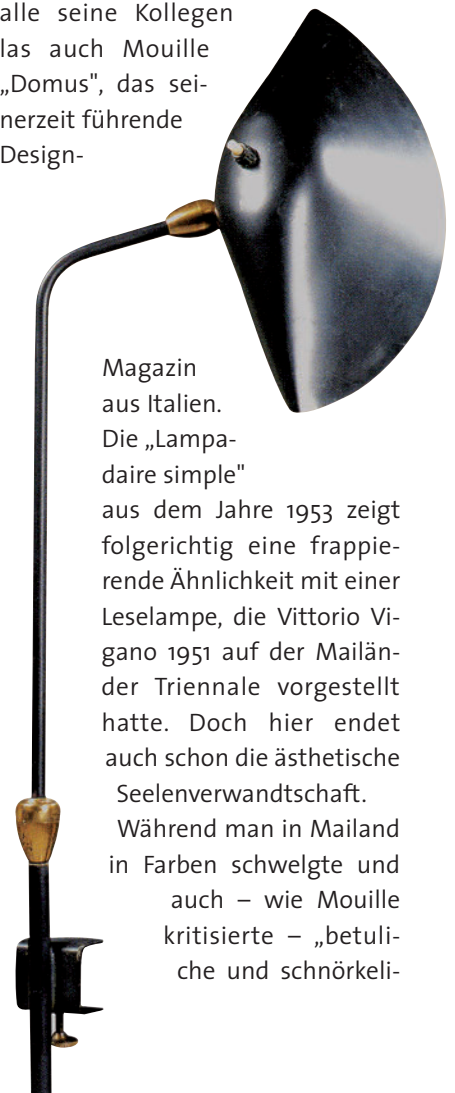 alle seine Kollegen
las auch Mouille
„Domus", das sei-
nerzeit führende
Design-
Magazin
aus Italien.
Die „Lampa-
daire simple"
aus dem Jahre 1953 zeigt
folgerichtig eine frappie-
rende Ähnlichkeit mit einer
Leselampe, die Vittorio Vi-
gano 1951 auf der Mailän-
der Triennale vorgestellt
hatte. Doch hier endet
auch schon die ästhetische
Seelenverwandtschaft.
Während man in Mailand
in Farben schwelgte und
auch – wie Mouille
kritisierte – „betuli-
che und schnörkeli-